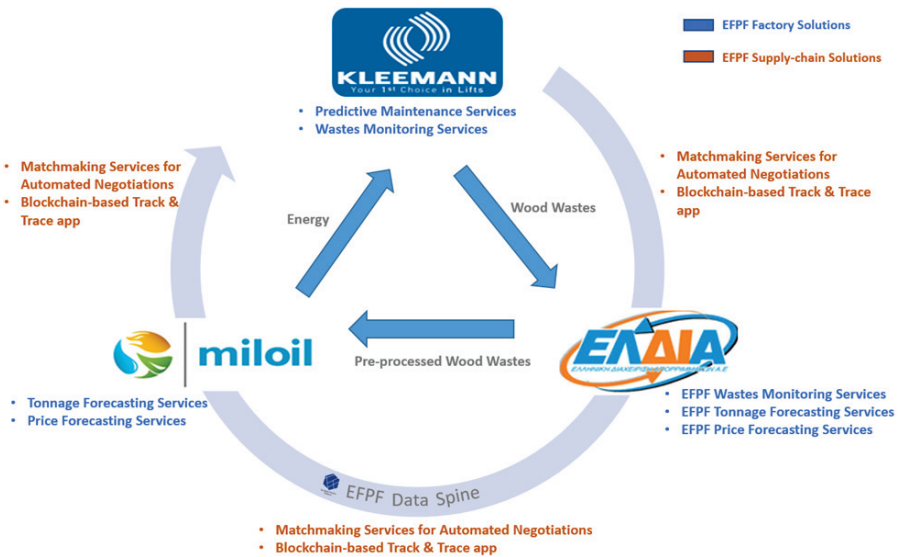 EFPF Factory Solutions
EFPF Supply-chain Solutions
KLEEMANN
Your 1st Choice in Lifts
• Predictive Maintenance Services
• Wastes Monitoring Services
• Matchmaking Services for
Automated Negotiations
• Blockchain-based Track &
Trace app
• Matchmaking Services for
Automated Negotiations
• Blockchain-based Track & Trace
app
Energy
Wood Wastes
miloil
Pre-processed Wood Wastes
ΕΛΔΙΑ
• Tonnage Forecasting Services
• Price Forecasting Services
• EFPF Wastes Monitoring Services
• EFPF Tonnage Forecasting Services
• EFPF Price Forecasting Services
EFPF Data Spine
• Matchmaking Services for Automated Negotiations
• Blockchain-based Track & Trace app